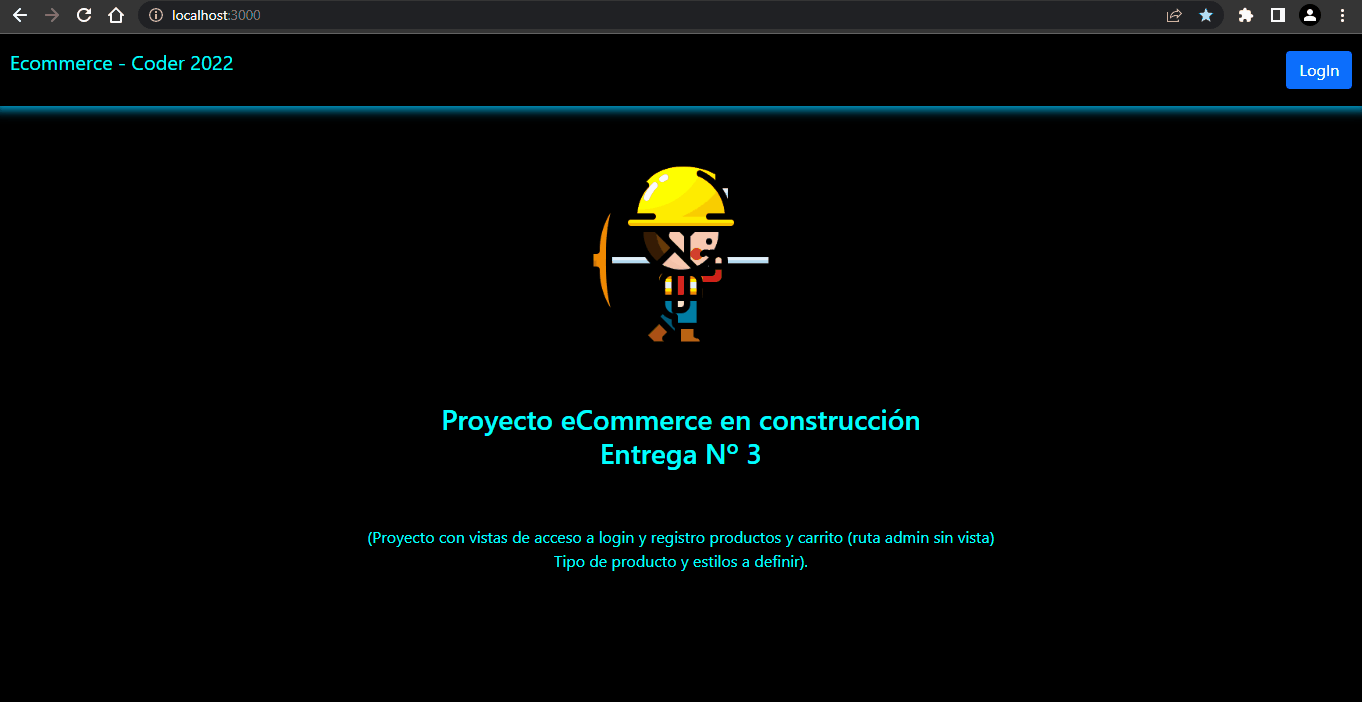 localhost:3000
Ecommerce - Coder 2022
LogIn
Proyecto eCommerce en construcción
Entrega Nº 3
(Proyecto con vistas de acceso a login y registro productos y carrito (ruta admin sin vista)
Tipo de producto y estilos a definir).